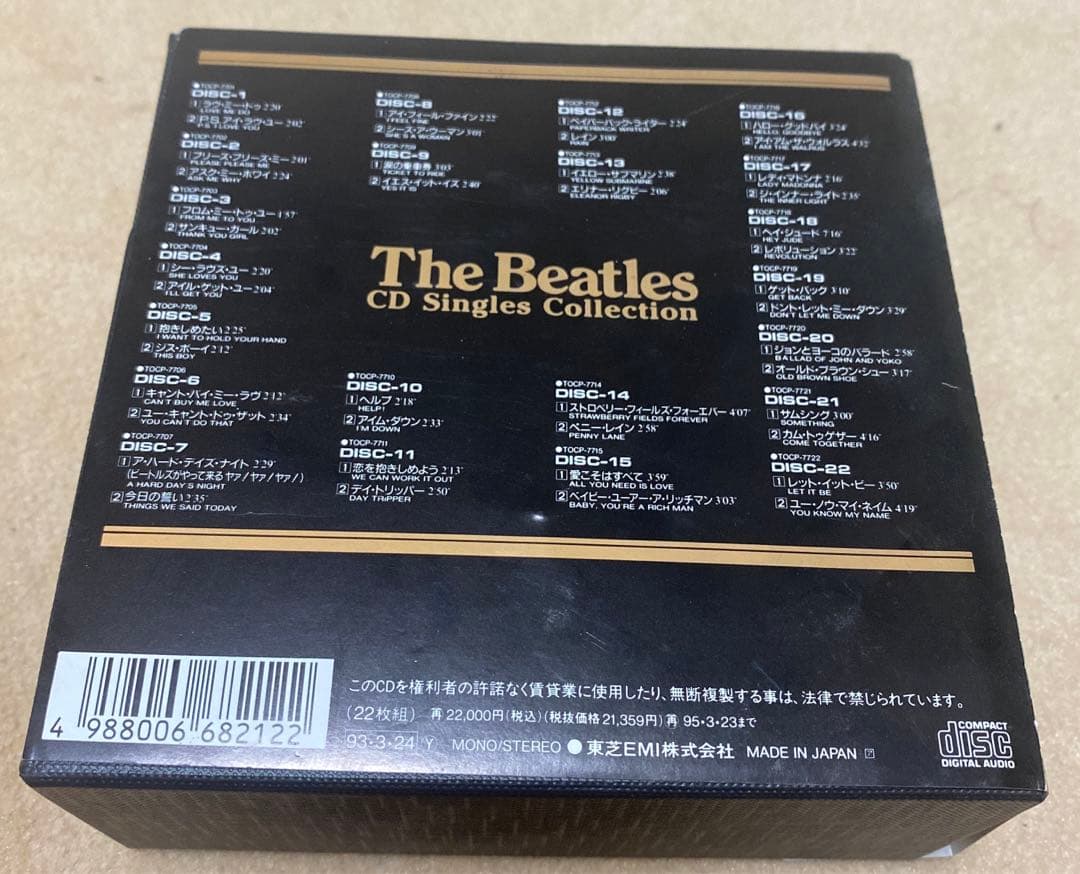 ●TOCP-7701
DISC-1
1 ラヴ・ミー・ドゥ 2'20"
LOVE ME DO
2 P.S.アイ・ラヴ・ユー 2'02"
P.S. I LOVE YOU
●TOCP-7702
DISC-2
1 プリーズ・プリーズ・ミー 2'01"
PLEASE PLEASE ME
2 アスク・ミー・ホワイ 2'24"
ASK ME WHY
●TOCP-7703
DISC-3
1 フロム・ミー・トゥ・ユー 1'57"
FROM ME TO YOU
2 サンキュー・ガール 2'02"
THANK YOU GIRL
●TOCP-7704
DISC-4
1 シー・ラヴズ・ユー 2'20"
SHE LOVES YOU
2 アイル・ゲット・ユー 2'04"
I'LL GET YOU
●TOCP-7705
DISC-5
1 抱きしめたい 2'25"
I WANT TO HOLD YOUR HAND
2 ジス・ボーイ 2'12"
THIS BOY
●TOCP-7706
DISC-6
1 キャント・バイ・ミー・ラヴ 2'12"
CAN'T BUY ME LOVE
2 ユー・キャント・ドゥ・ザット 2'34"
YOU CAN'T DO THAT
●TOCP-7707
DISC-7
1 ア・ハード・デイズ・ナイト 2'29"
(ビートルズがやって来る ヤァ!ヤァ!ヤァ!)
A HARD DAY'S NIGHT
2 今日の誓い 2'35"
THINGS WE SAID TODAY
●TOCP-7708
DISC-8
1 アイ・フィール・ファイン 2'22"
I FEEL FINE
2 シーズ・ア・ウーマン 3'01"
SHE IS A WOMAN
●TOCP-7709
DISC-9
1 涙の乗車券 3'03"
TICKET TO RIDE
2 イエス・イット・イズ 2'40"
YES IT IS
●TOCP-7710
DISC-10
1 ヘルプ 2'18"
HELP!
2 アイム・ダウン 2'33"
I'M DOWN
●TOCP-7711
DISC-11
1 恋を抱きしめよう 2'13"
WE CAN WORK IT OUT
2 デイ・トリッパー 2'50"
DAY TRIPPER
●TOCP-7712
DISC-12
1 ペイパーバック・ライター 2'24"
PAPERBACK WRITER
2 レイン 3'00"
RAIN
●TOCP-7713
DISC-13
1 イエロー・サブマリン 2'38"
YELLOW SUBMARINE
2 エリナー・リグビー 2'06"
ELEANOR RIGBY
●TOCP-7714
DISC-14
1 ストロベリー・フィールズ・フォーエバー 4'07"
STRAWBERRY FIELDS FOREVER
2 ペニー・レイン 2'58"
PENNY LANE
●TOCP-7715
DISC-15
1 愛こそはすべて 3'59"
ALL YOU NEED IS LOVE
2 ベイビー・ユーアー・ア・リッチマン 3'03"
BABY, YOU'RE A RICH MAN
●TOCP-7716
DISC-16
1 ハロー・グッドバイ 3'24"
HELLO, GOODBYE
2 アイ・アム・ザ・ウォルラス 4'32"
I AM THE WALRUS
●TOCP-7717
DISC-17
1 レディ・マドンナ 2'16"
LADY MADONNA
2 ジ・インナー・ライト 2'35"
THE INNER LIGHT
●TOCP-7718
DISC-18
1 ヘイ・ジュード 7'16"
HEY JUDE
2 レボリューション 3'22"
REVOLUTION
●TOCP-7719
DISC-19
1 ゲット・バック 3'10"
GET BACK
2 ドント・レット・ミー・ダウン 3'29"
DON'T LET ME DOWN
●TOCP-7720
DISC-20
1 ジョンとヨーコのバラード 2'58"
BALLAD OF JOHN AND YOKO
2 オールド・ブラウン・シュー 3'17"
OLD BROWN SHOE
●TOCP-7721
DISC-21
1 サムシング 3'00"
SOMETHING
2 カム・トゥゲザー 4'16"
COME TOGETHER
●TOCP-7722
DISC-22
1 レット・イット・ビー 3'50"
LET IT BE
2 ユー・ノウ・マイ・ネイム 4'19"
YOU KNOW MY NAME
The Beatles
CD Singles Collection
4 988006 682122
このCDを権利者の許諾なく賃貸業に使用したり、無断複製する事は、法律で禁じられています。
(22枚組) 再 22,000円(税込)(税抜価格 21,359円)再 95・3・23まで
93・3・24 Y MONO/STEREO ● 東芝EMI株式会社 MADE IN JAPAN ア
COMPACT
disc
DIGITAL AUDIO